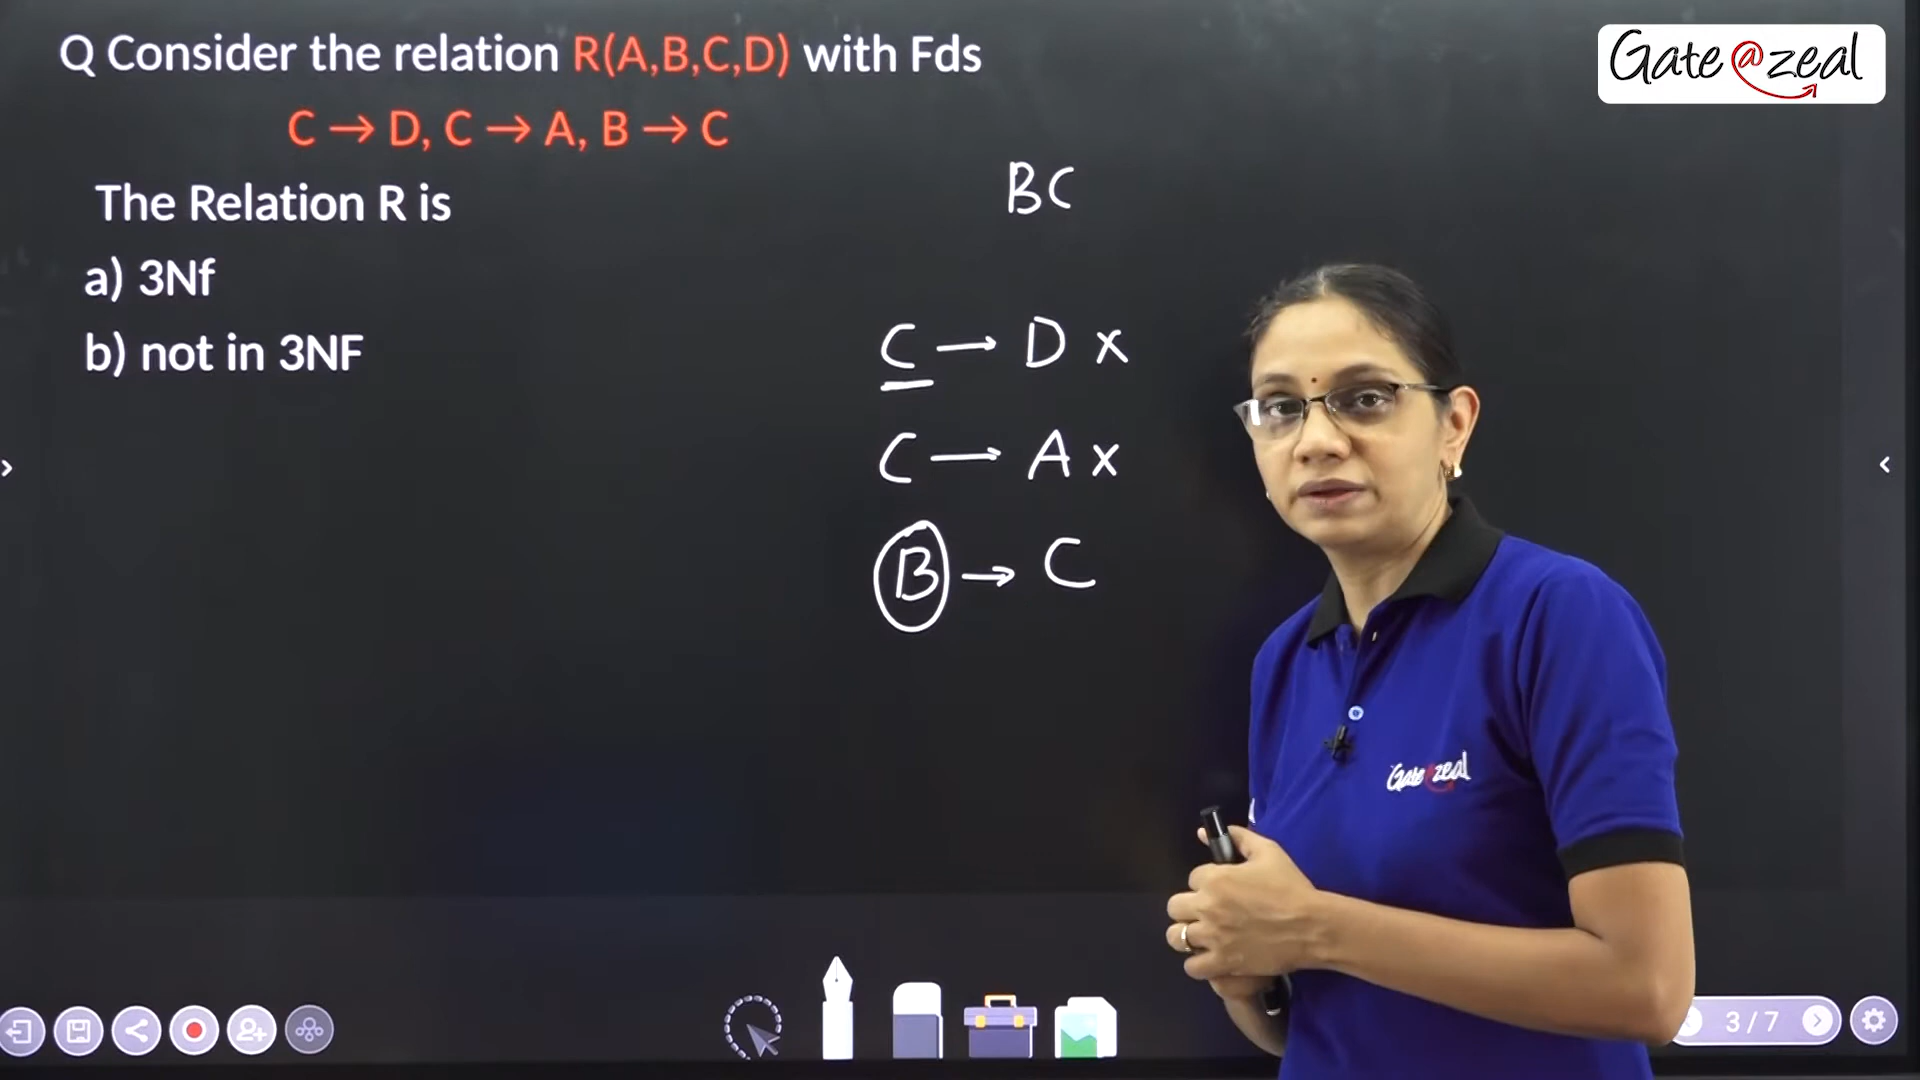 Q Consider the relation R(A,B,C,D) with Fds
C → D, C → A, B → C
The Relation R is
a) 3Nf
b) not in 3NF
Gate@zeal
BC
C → D x
C → A x
B → C
Gate@zeal
3/7